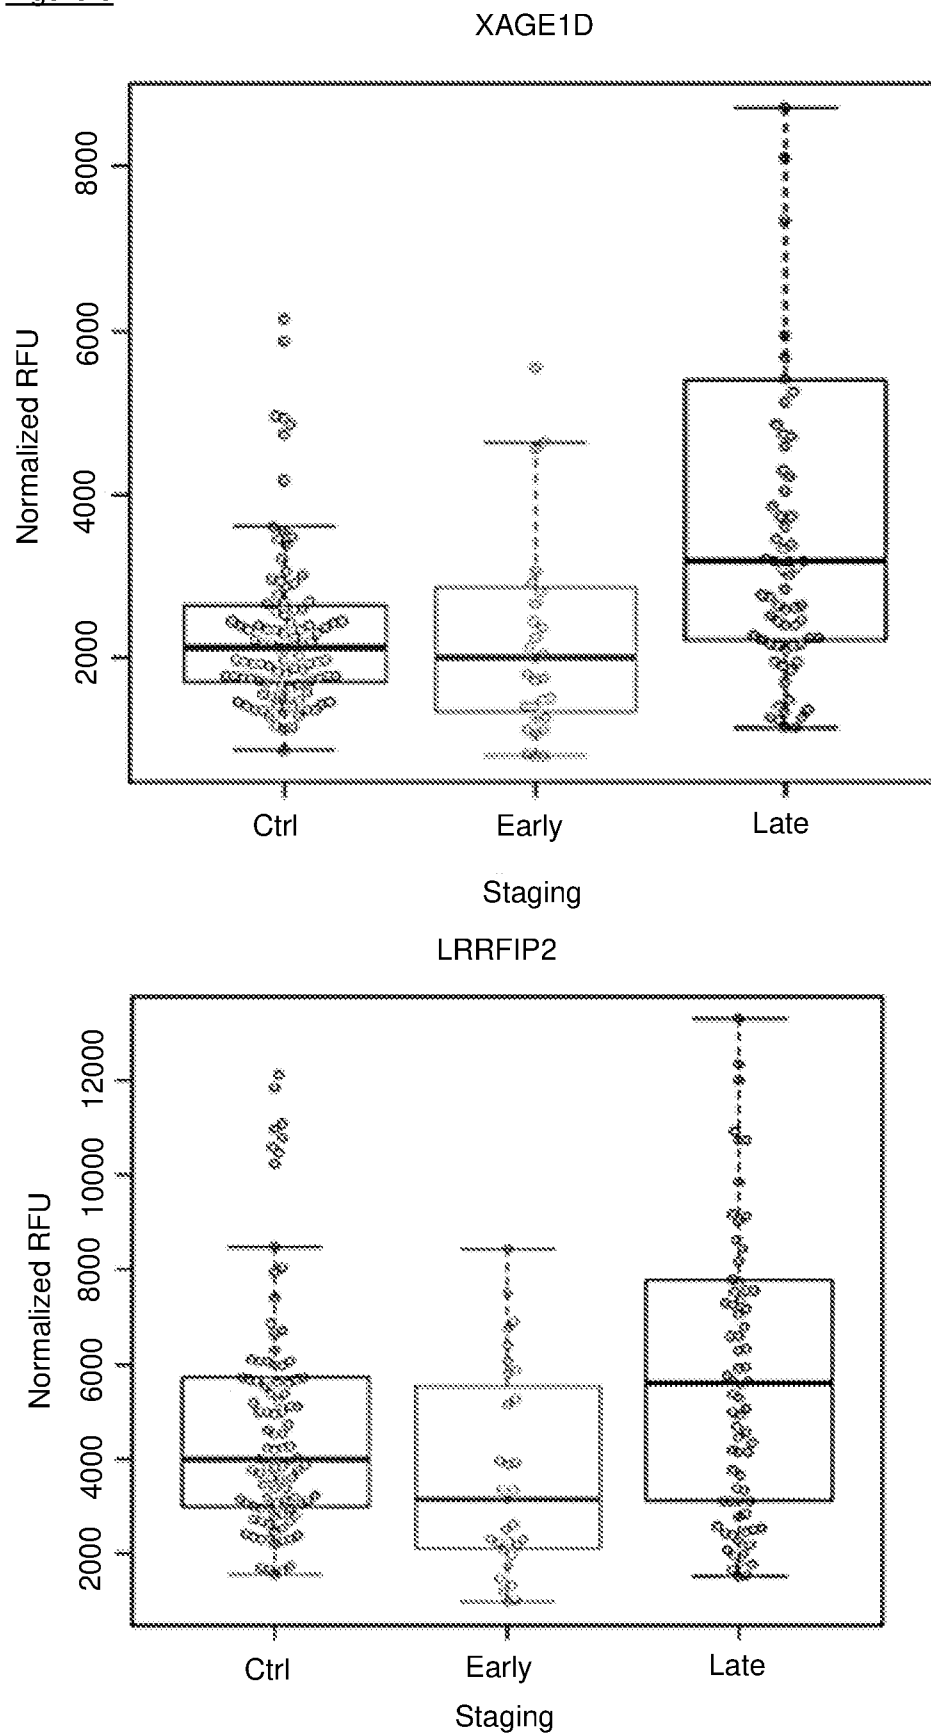 XAGE1D
Normalized RFU
8000
6000
4000
2000
Ctrl
Early
Late
Staging
LRRFIP2
Normalized RFU
12000
10000
8000
6000
4000
2000
Ctrl
Early
Late
Staging